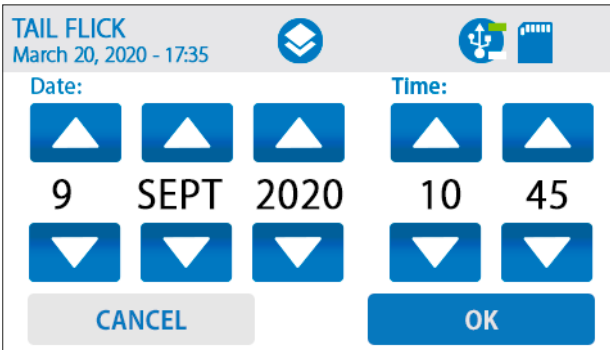 TAIL FLICK
March 20, 2020 - 17:35
Date: Time:
9 SEPT 2020 10 45
CANCEL OK